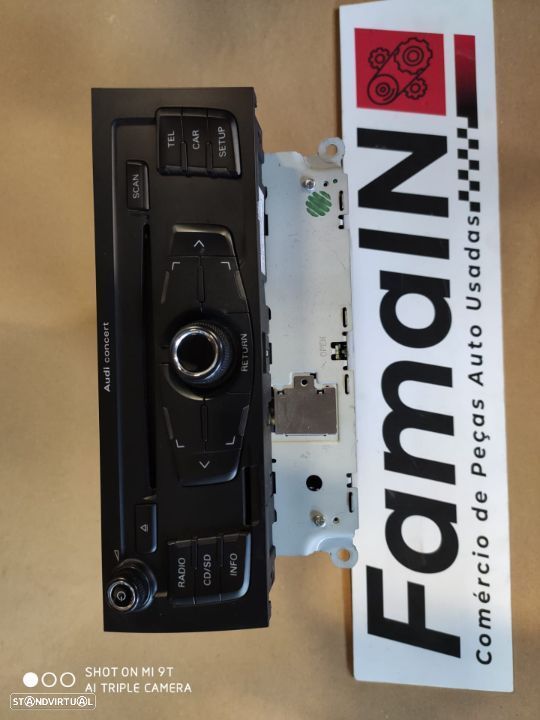 TEL
CAR
SETUP
SCAN
Audi concert
RETURN
RADIO
CD/SD
INFO
OPEN
FamaIN
Comércio de Peças Auto Usadas
SHOT ON MI 9T
AI TRIPLE CAMERA
STANDVIRTUAL